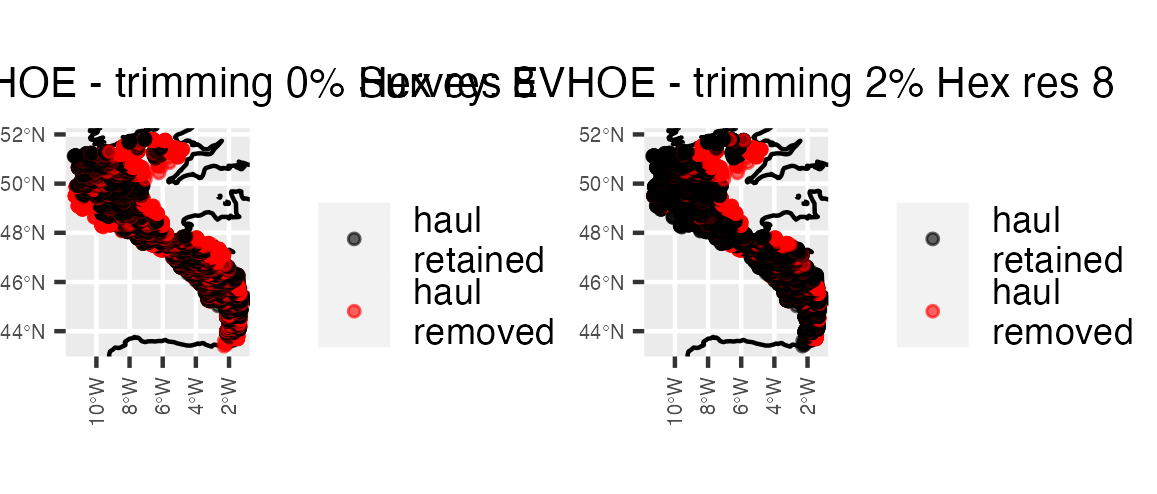 HOE - trimming 0% Hex res 8
Survey: EVHOE - trimming 2% Hex res 8
52°N
50°N
48°N
46°N
44°N
10°W
8°W
6°W
4°W
2°W
haul
retained
haul
removed
52°N
50°N
48°N
46°N
44°N
10°W
8°W
6°W
4°W
2°W
haul
retained
haul
removed